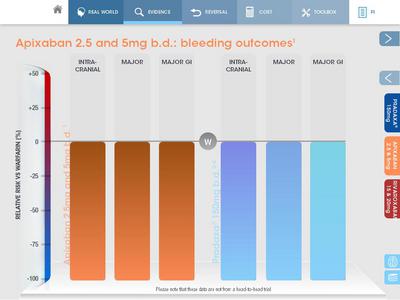 REAL WORLD
EVIDENCE
REVERSAL
COST
TOOLBOX
PI
Apixaban 2.5 and 5mg b.d.: bleeding outcomes¹
INTRA-
CRANIAL
MAJOR
MAJOR GI
INTRA-
CRANIAL
MAJOR
MAJOR GI
RELATIVE RISK VS WARFARIN (%)
+50
+25
0
-25
-50
-75
-100
W
Apixaban 2.5mg and 5mg b.d.
Pradaxa® 150mg b.d.
PRADAXA®
150mg
APIXABAN
2.5 & 5mg
RIVAROXABAN
15 & 20mg
Please note that these data are not from a head-to-head trial